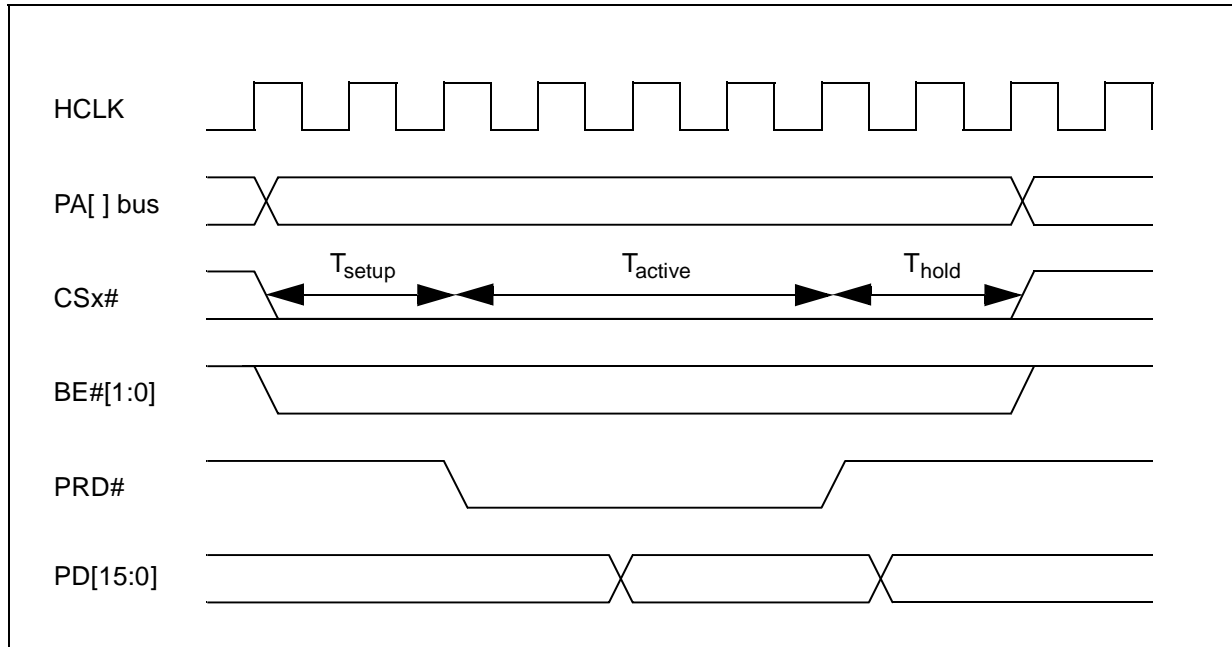 HCLK
PA[ ] bus
CSx#
Tsetup
Tactive
Thold
BE#[1:0]
PRD#
PD[15:0]